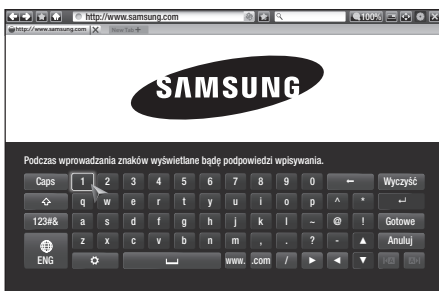 http://www.samsung.com 100%
http://www.samsung.com New Tab
SAMSUNG
Podczas wprowadzania znaków wyświetlane będę podpowiedzi wpisywania.
Caps 1 2 3 4 5 6 7 8 9 0 Wyczyść
q w e r t y u i o p ^ *
123#& a s d f g h j k l ~ @ ! Gotowe
z x c v b n m , . ? - Anuluj
ENG www. .com /